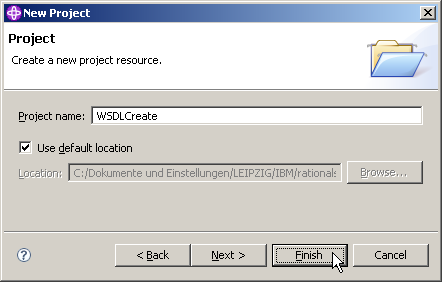 New Project
Project
Create a new project resource.
Project name: WSDLCreate
Use default location
Location: C:/Dokumente und Einstellungen/LEIPZIG/IBM/rationals
Browse...
? < Back Next > Finish Cancel